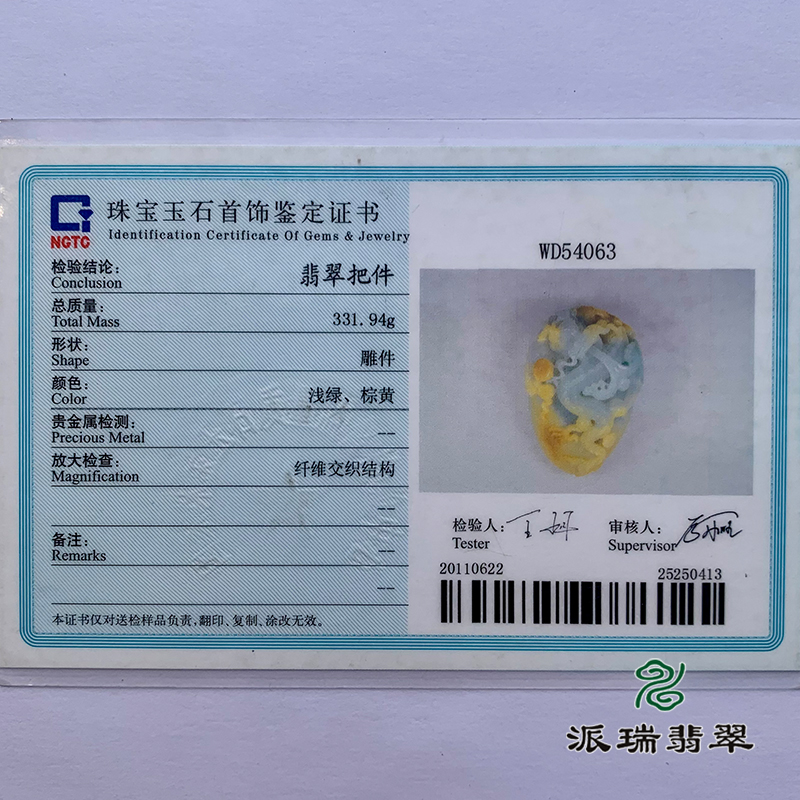 珠宝玉石首饰鉴定证书
Identification Certificate Of Gems & Jewelry
NGTC
检验结论:
Conclusion
翡翠把件
总质量:
Total Mass
331.94g
形状:
Shape
雕件
颜色:
Color
浅绿、棕黄
贵金属检测:
Precious Metal
--
放大检查:
Magnification
纤维交织结构
--
备注:
Remarks
--
--
本证书仅对送检样品负责,翻印、复制、涂改无效。
WD54063
检验人:
Tester
审核人:
Supervisor
20110622
25250413
派瑞翡翠